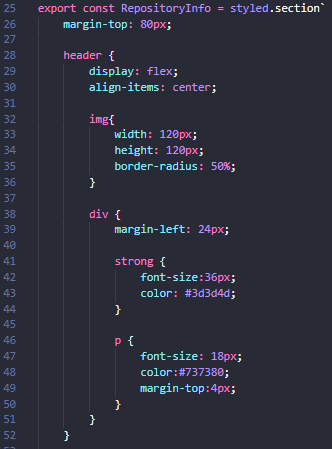 25 export const RepositoryInfo = styled.section`
26     margin-top: 80px;
27
28     header {
29         display: flex;
30         align-items: center;
31
32         img{
33             width: 120px;
34             height: 120px;
35             border-radius: 50%;
36         }
37
38         div {
39             margin-left: 24px;
40
41             strong {
42                 font-size:36px;
43                 color: #3d3d4d;
44             }
45
46             p {
47                 font-size: 18px;
48                 color:#737380;
49                 margin-top:4px;
50             }
51         }
52     }